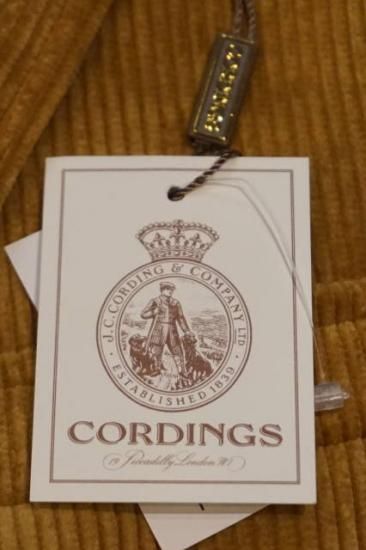 J.C. CORDING & COMPANY LTD
ESTABLISHED 1839
CORDINGS
19 Piccadilly London W1